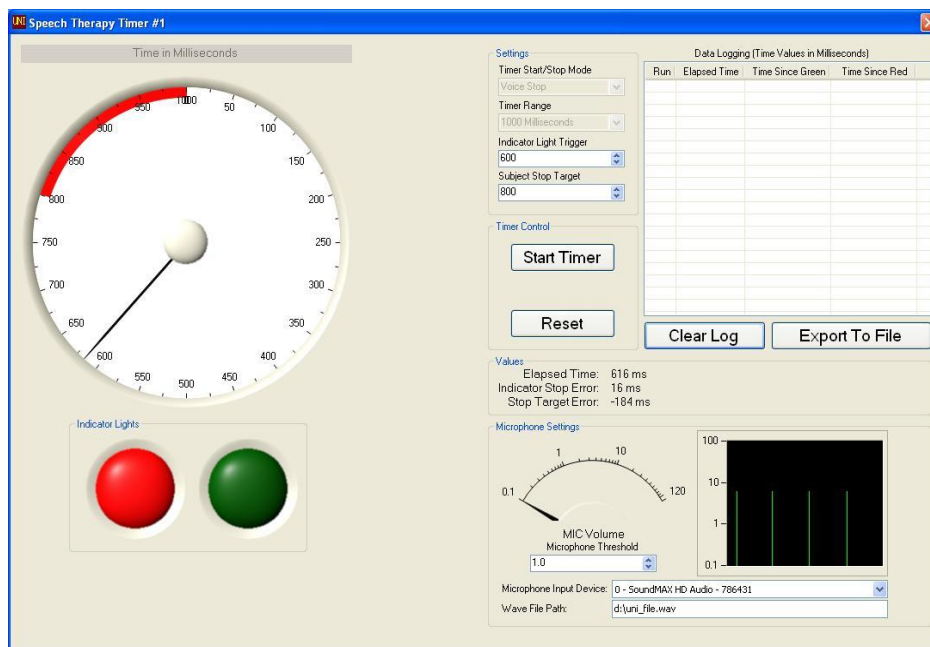 UNI Speech Therapy Timer #1
Time in Milliseconds
50
100
150
200
250
300
350
400
450
500
550
600
650
700
750
800
850
900
950
Indicator Lights
Settings
Timer Start/Stop Mode
Voice Stop
Timer Range
1000 Milliseconds
Indicator Light Trigger
600
Subject Stop Target
800
Timer Control
Start Timer
Reset
Data Logging (Time Values in Milliseconds)
Run Elapsed Time Time Since Green Time Since Red
Clear Log Export To File
Values
Elapsed Time: 616 ms
Indicator Stop Error: 16 ms
Stop Target Error: -184 ms
Microphone Settings
0.1 1 10 120
MIC Volume
Microphone Threshold
1.0
100
10
1
0.1
Microphone Input Device: 0 - SoundMAX HD Audio - 786431
Wave File Path: d:\uni_file.wav